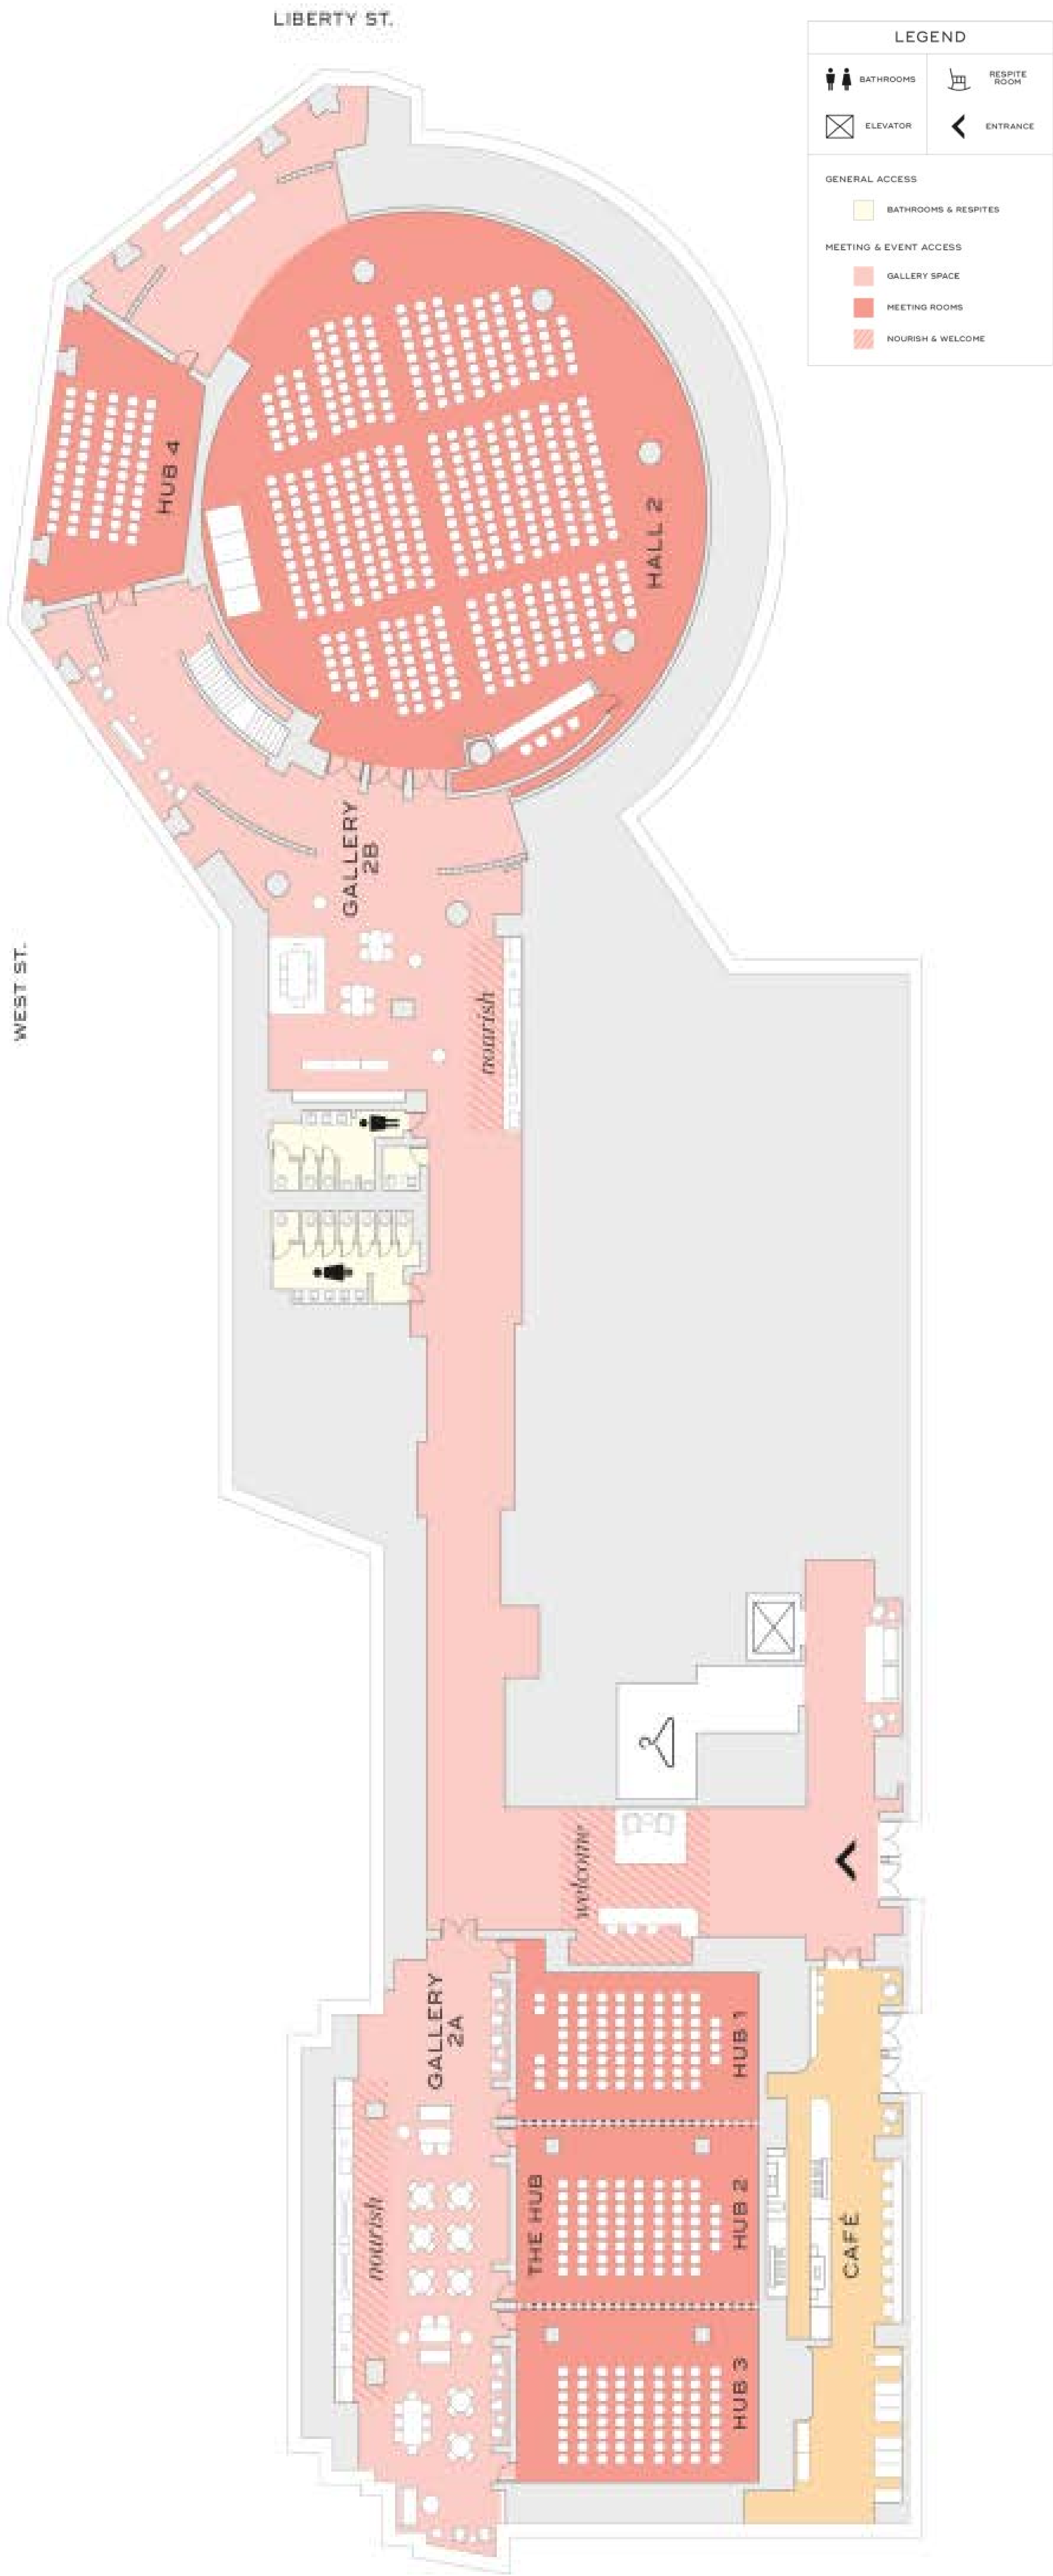 LIBERTY ST.
LEGEND
BATHROOMS
RESPITE
ROOM
ELEVATOR
ENTRANCE
GENERAL ACCESS
BATHROOMS & RESPITES
MEETING & EVENT ACCESS
GALLERY SPACE
MEETING ROOMS
NOURISH & WELCOME
HUB 4
HALL 2
GALLERY
2B
WEST ST.
nourish
welcome
GALLERY
2A
HUB 1
THE HUB
HUB 2
nourish
CAFÉ
HUB 3